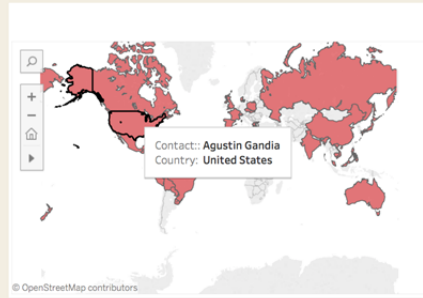 Contact:: Agustin Gandia
Country: United States
© OpenStreetMap contributors